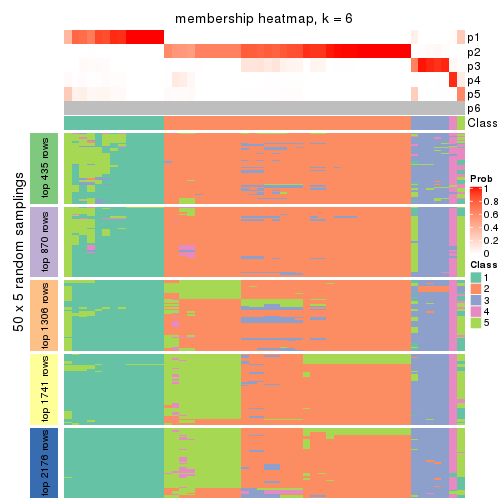 membership heatmap, k = 6
p1
p2
p3
p4
p5
p6
Class
50 x 5 random samplings
top 435 rows
top 870 rows
top 1306 rows
top 1741 rows
top 2176 rows
Prob
1
0.8
0.6
0.4
0.2
0
Class
1
2
3
4
5